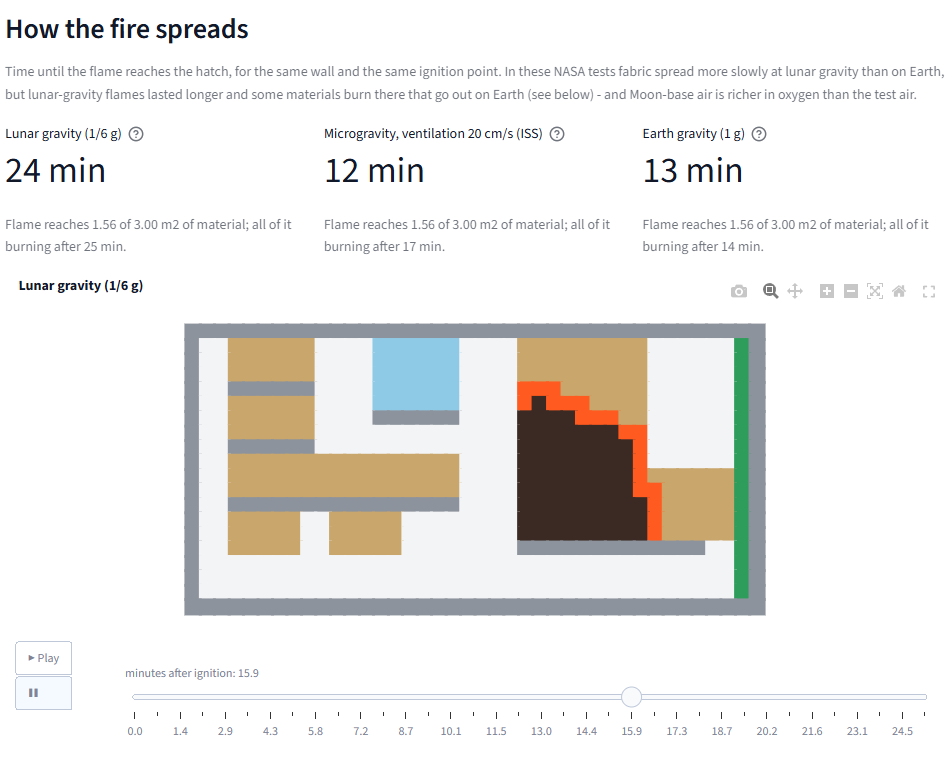 How the fire spreads
Time until the flame reaches the hatch, for the same wall and the same ignition point. In these NASA tests fabric spread more slowly at lunar gravity than on Earth,
but lunar-gravity flames lasted longer and some materials burn there that go out on Earth (see below) - and Moon-base air is richer in oxygen than the test air.
Lunar gravity (1/6 g) ?
Microgravity, ventilation 20 cm/s (ISS) ?
Earth gravity (1 g) ?
24 min
12 min
13 min
Flame reaches 1.56 of 3.00 m2 of material; all of it
burning after 25 min.
Flame reaches 1.56 of 3.00 m2 of material; all of it
burning after 17 min.
Flame reaches 1.56 of 3.00 m2 of material; all of it
burning after 14 min.
Lunar gravity (1/6 g)
Play
minutes after ignition: 15.9
0.0 1.4 2.9 4.3 5.8 7.2 8.7 10.1 11.5 13.0 14.4 15.9 17.3 18.7 20.2 21.6 23.1 24.5